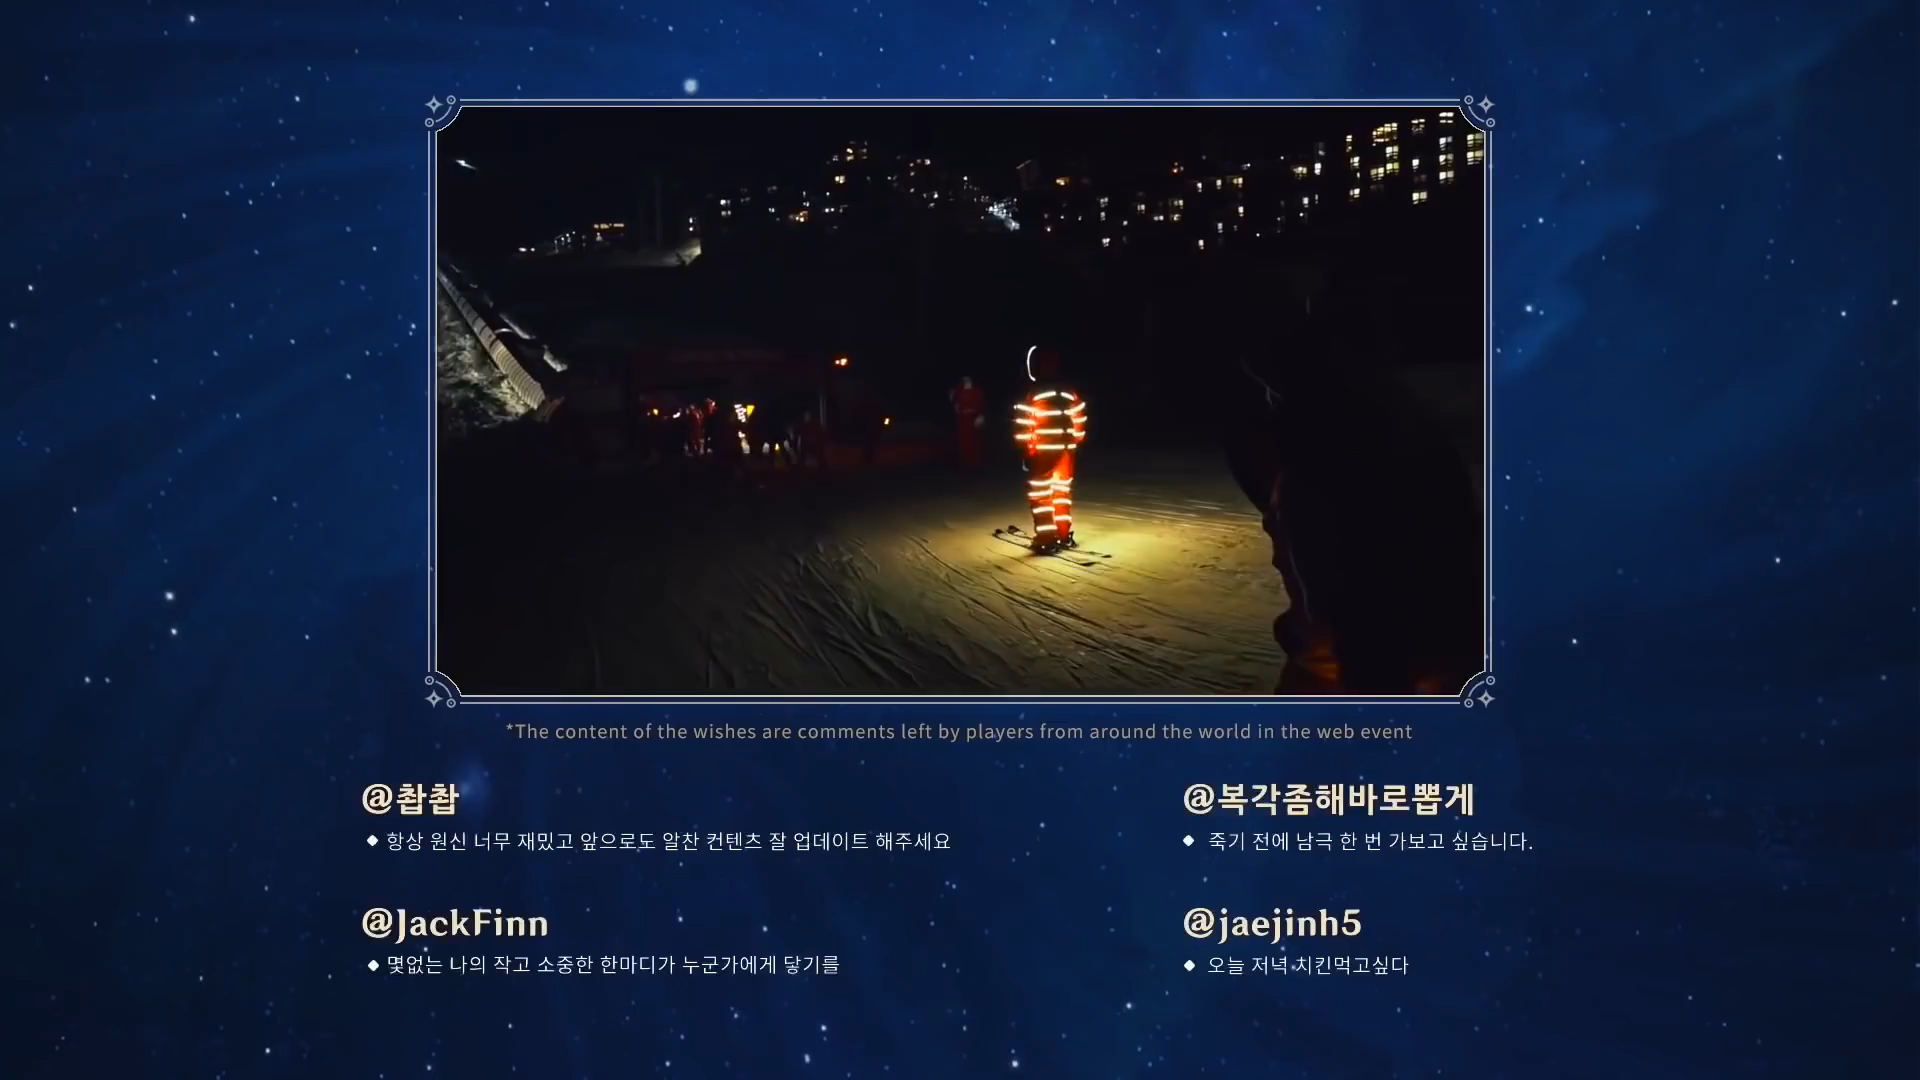 *The content of the wishes are comments left by players from around the world in the web event
@촵촵
항상 원신 너무 재밌고 앞으로도 알찬 컨텐츠 잘 업데이트 해주세요
@복각좀해바로뽑게
죽기 전에 남극 한 번 가보고 싶습니다.
@JackFinn
몇없는 나의 작고 소중한 한마디가 누군가에게 닿기를
@jaejinh5
오늘 저녁 치킨먹고싶다